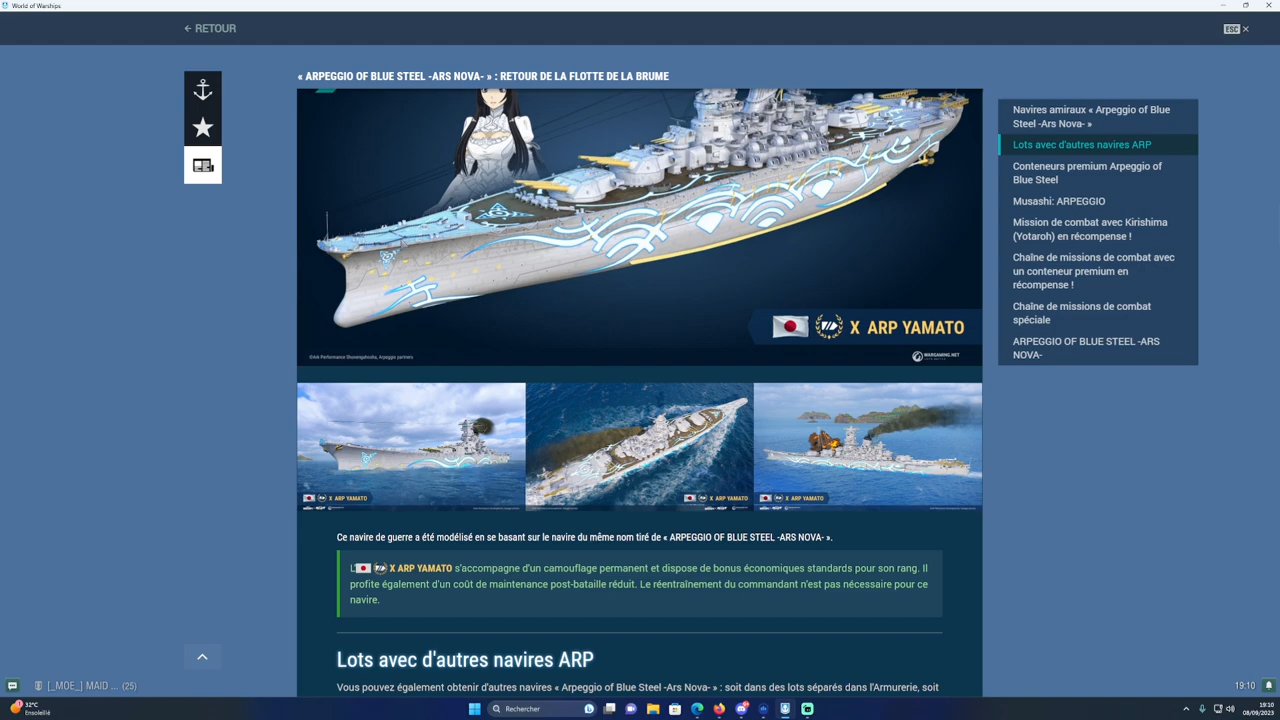 World of Warships
← RETOUR
ESC ×
« ARPEGGIO OF BLUE STEEL -ARS NOVA- » : RETOUR DE LA FLOTTE DE LA BRUME
X ARP YAMATO
©Ark Performance Shonengahosha, Arpeggio partners
WARGAMING.NET
X ARP YAMATO
X ARP YAMATO
X ARP YAMATO
Ce navire de guerre a été modélisé en se basant sur le navire du même nom tiré de « ARPEGGIO OF BLUE STEEL -ARS NOVA- ».
X ARP YAMATO s'accompagne d'un camouflage permanent et dispose de bonus économiques standards pour son rang. Il
profite également d'un coût de maintenance post-bataille réduit. Le réentraînement du commandant n'est pas nécessaire pour ce
navire.
Lots avec d'autres navires ARP
Vous pouvez également obtenir d'autres navires « Arpeggio of Blue Steel -Ars Nova- » : soit dans des lots séparés dans l'Armurerie, soit
Navires amiraux « Arpeggio of Blue
Steel -Ars Nova- »
Lots avec d'autres navires ARP
Conteneurs premium Arpeggio of
Blue Steel
Musashi: ARPEGGIO
Mission de combat avec Kirishima
(Yotaroh) en récompense !
Chaîne de missions de combat avec
un conteneur premium en
récompense !
Chaîne de missions de combat
spéciale
ARPEGGIO OF BLUE STEEL -ARS
NOVA-
[_MOE_] MAID ... (25)
19:10
1
32°C
Ensoleillé
Rechercher
19:10
08/09/2023